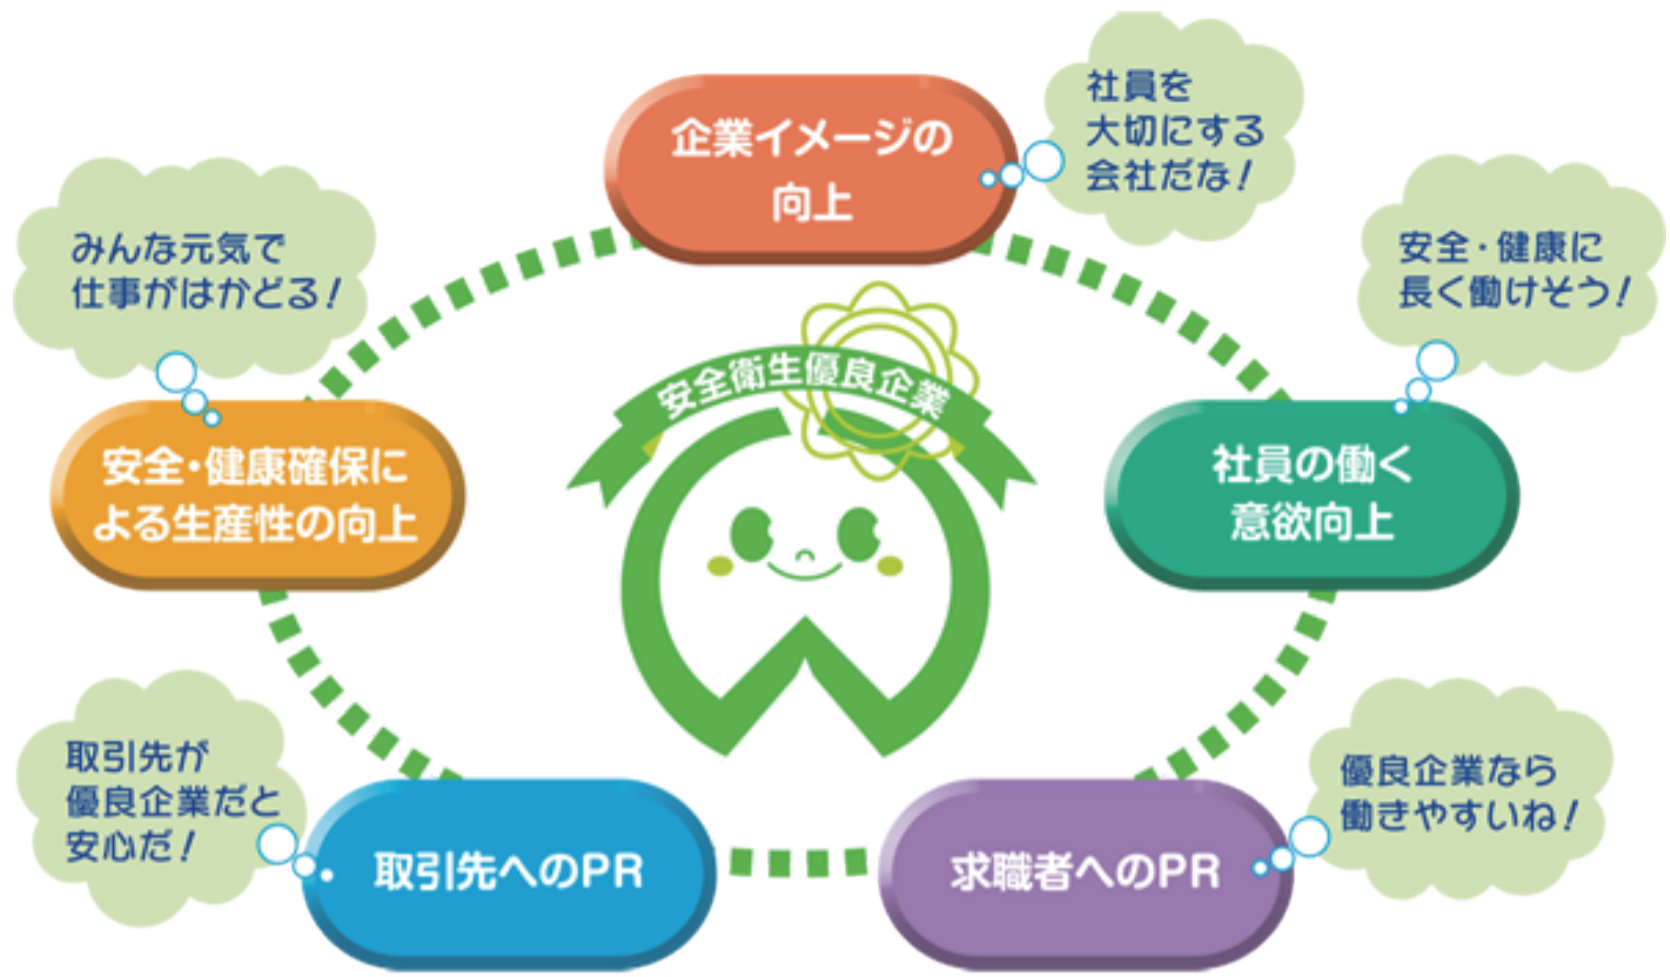 企業イメージの
向上
社員を
大切にする
会社だな！
みんな元気で
仕事がはかどる！
安全・健康に
長く働けそう！
安全衛生優良企業
安全・健康確保に
よる生産性の向上
社員の働く
意欲向上
取引先が
優良企業だと
安心だ！
取引先へのPR
求職者へのPR
優良企業なら
働きやすいね！